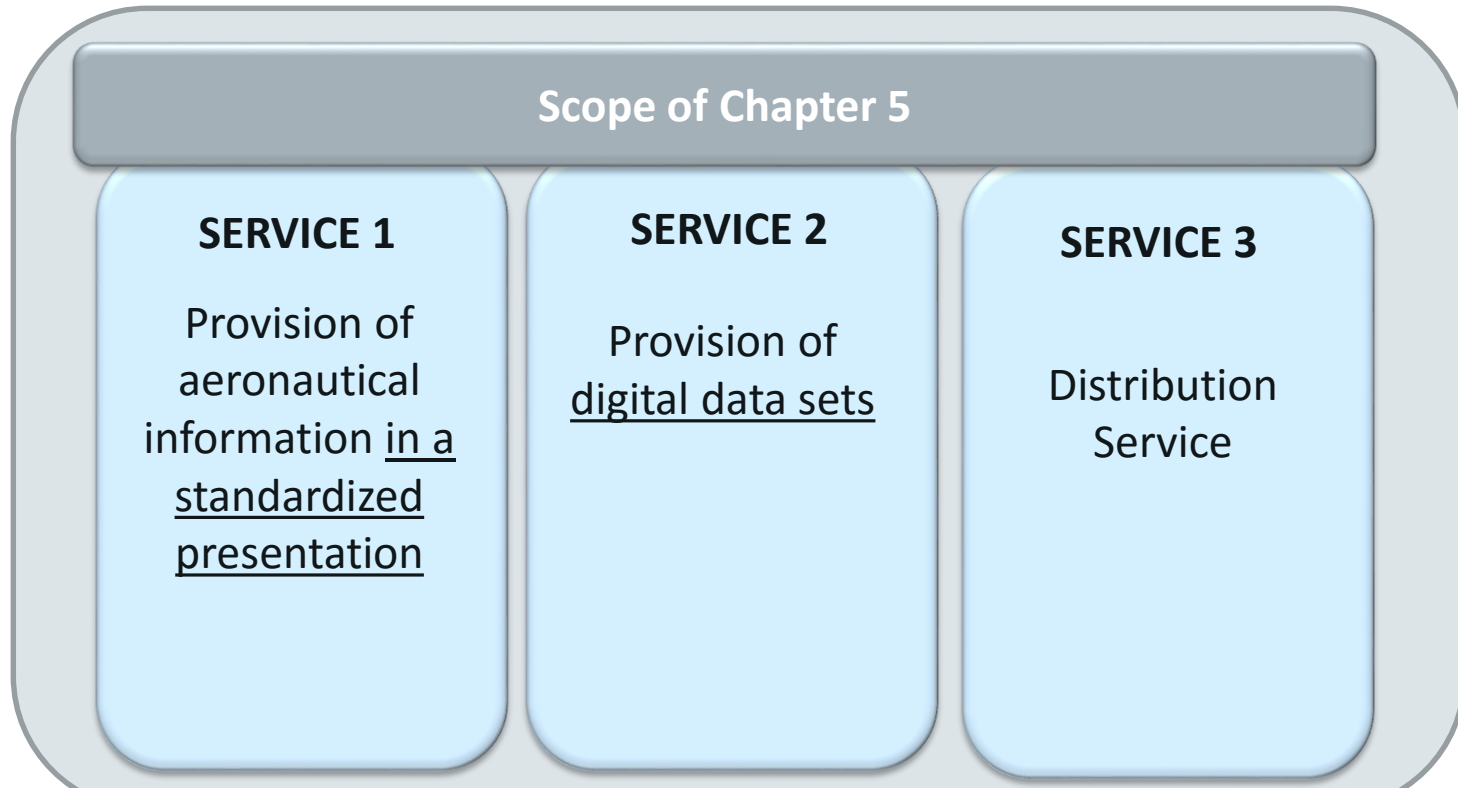 Scope of Chapter 5
SERVICE 1
Provision of
aeronautical
information in a
standardized
presentation
SERVICE 2
Provision of
digital data sets
SERVICE 3
Distribution
Service